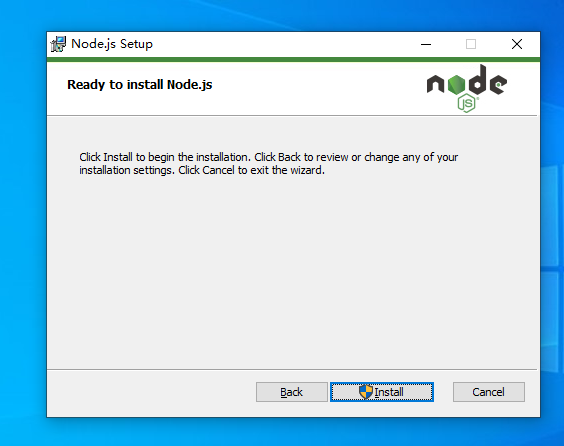 Node.js Setup
Ready to install Node.js
node
JS
Click Install to begin the installation. Click Back to review or change any of your
installation settings. Click Cancel to exit the wizard.
Back
Install
Cancel